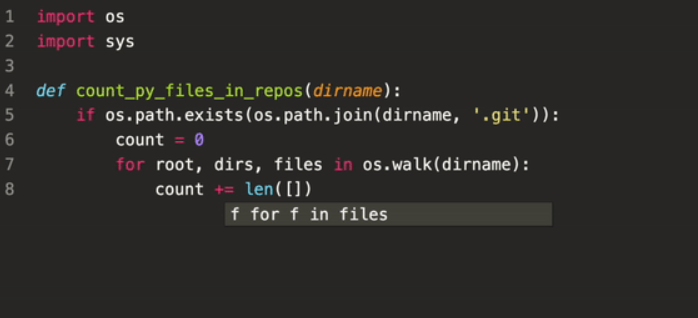 1 import os
2 import sys
3
4 def count_py_files_in_repos(dirname):
5     if os.path.exists(os.path.join(dirname, '.git')):
6         count = 0
7         for root, dirs, files in os.walk(dirname):
8             count += len([])
f for f in files